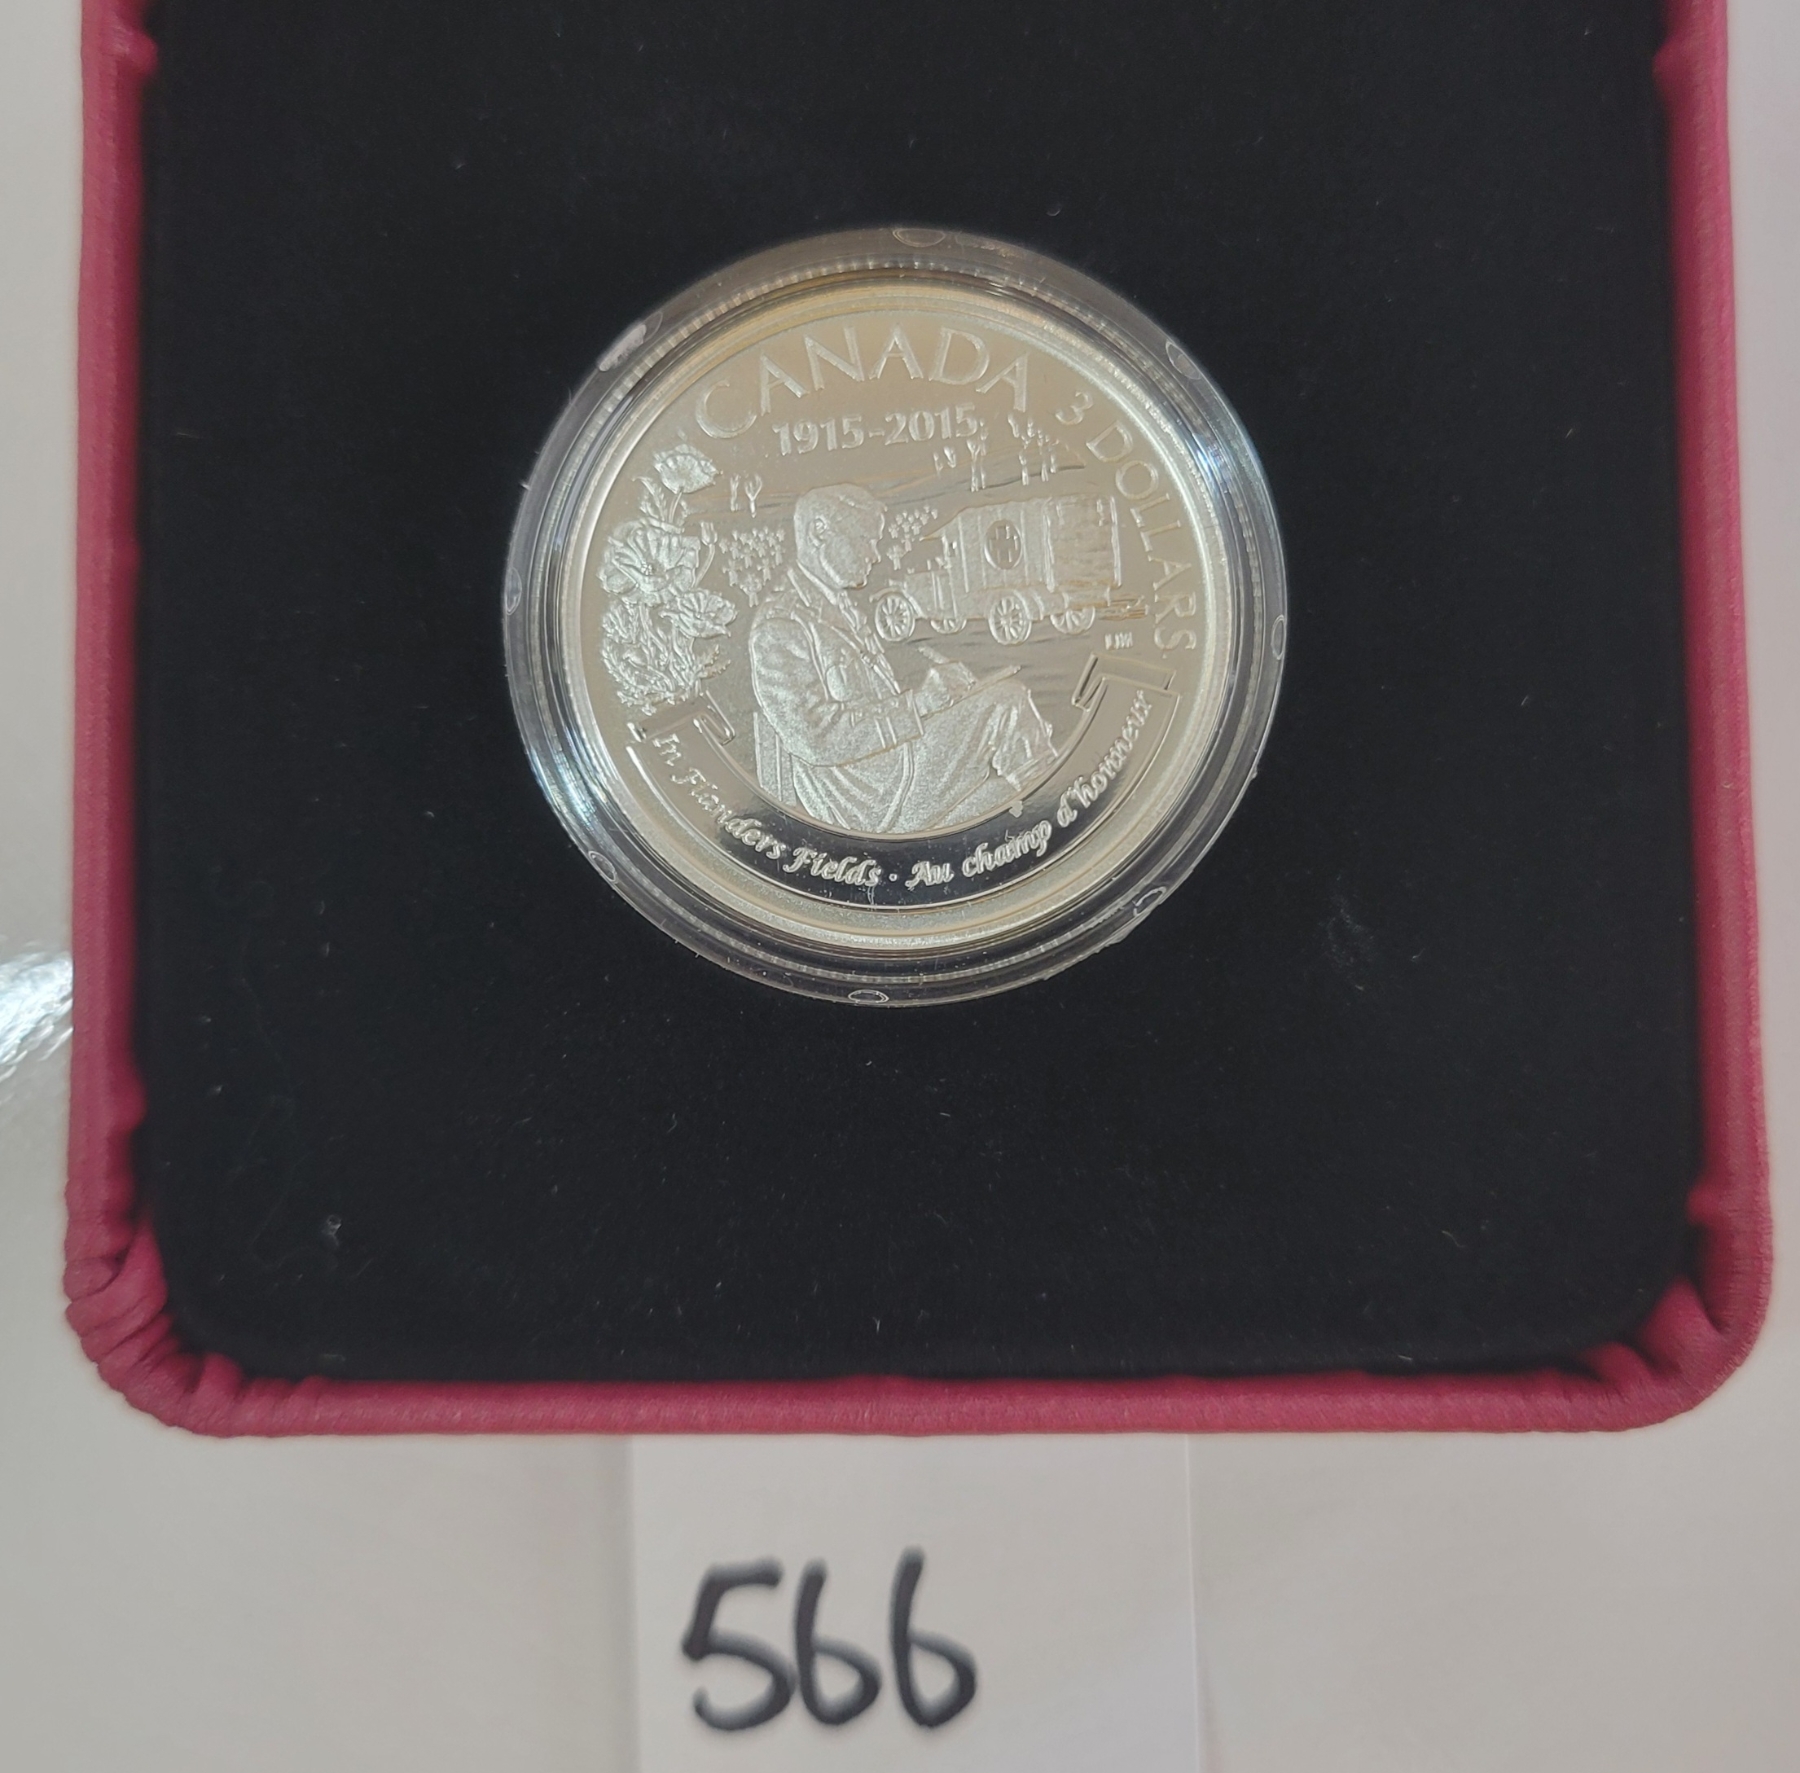 CANADA 3 DOLLARS
1915-2015
In Flanders Fields · Au champ d'honneur
566